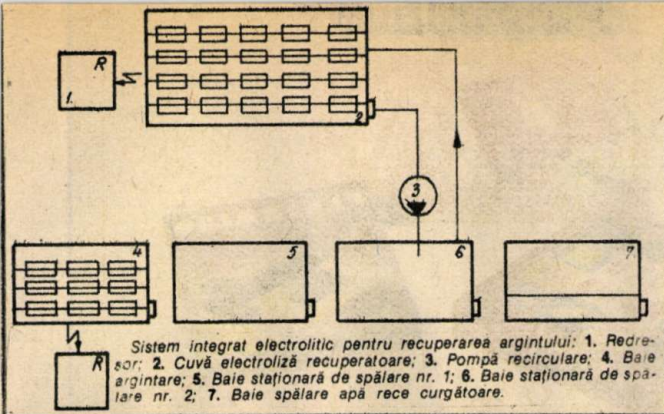 R
1.
2
3
4
5
6
7
R
Sistem integrat electrolitic pentru recuperarea argintului: 1. Redre-
sor; 2. Cuvă electroliză recuperatoare; 3. Pompă recirculare; 4. Baie
argintare; 5. Baie staționară de spălare nr. 1; 6. Baie staționară de spă-
lare nr. 2; 7. Baie spălare apă rece curgătoare.